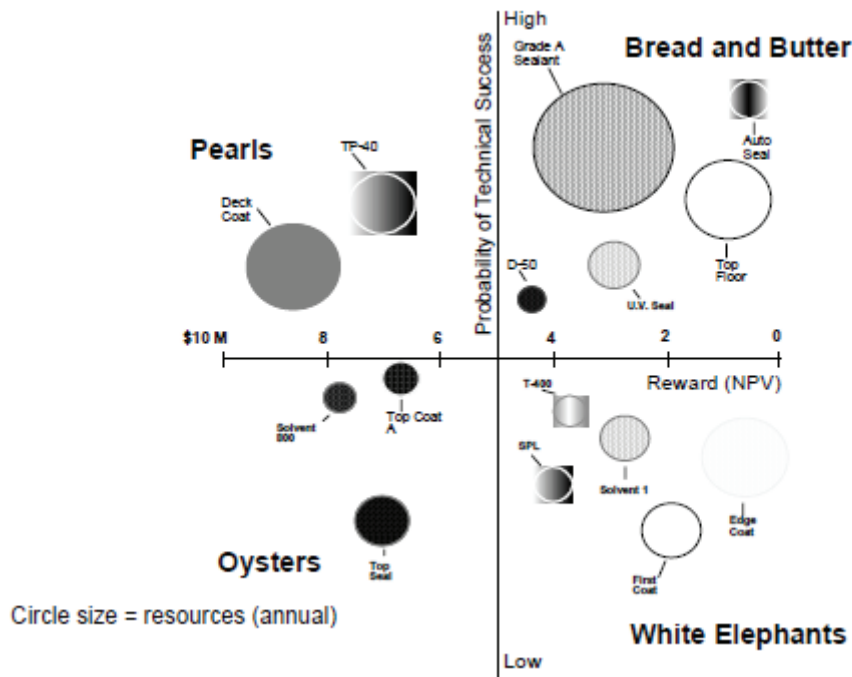 High
Bread and Butter
Grade A
Sealant
Probability of Technical Success
Auto
Seal
Pearls
TP-40
Deck
Coat
Top
Floor
D-50
U.V. Seal
$10 M
8
6
4
2
0
Reward (NPV)
T-400
Top Coat
A
Solvent
800
SPL
Solvent 1
Edge
Coat
Oysters
Top
Seal
First
Coat
Circle size = resources (annual)
White Elephants
Low